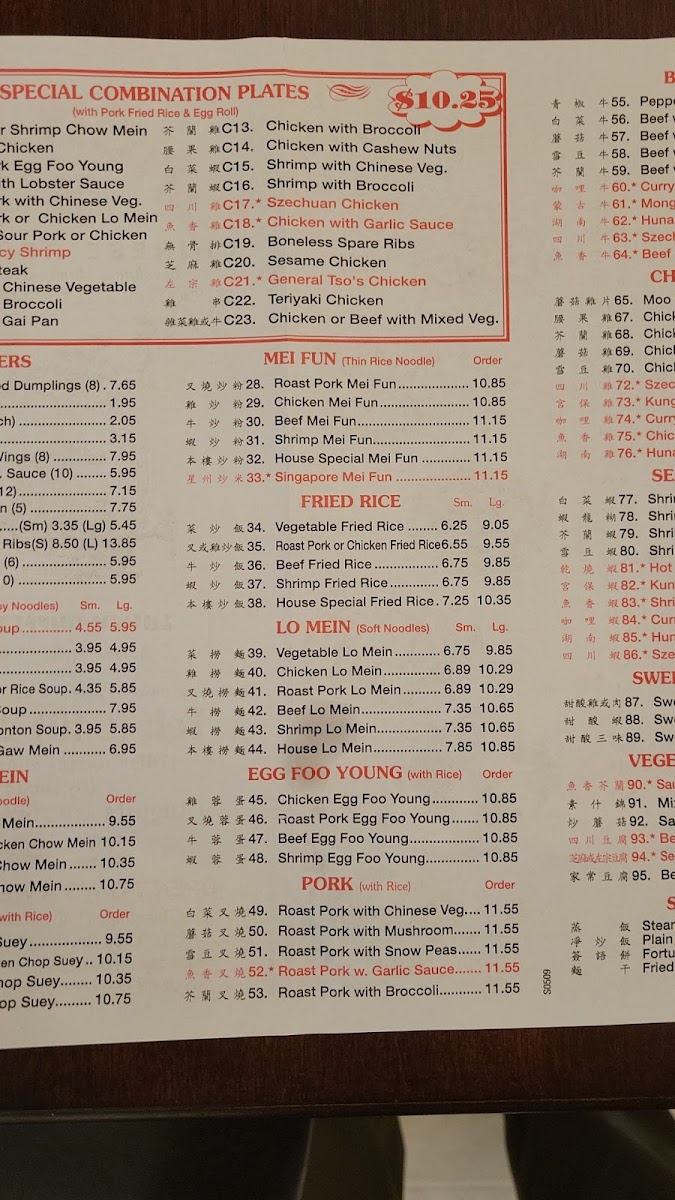 SPECIAL COMBINATION PLATES
(with Pork Fried Rice & Egg Roll)
$10.25
r Shrimp Chow Mein
Chicken
rk Egg Foo Young
ith Lobster Sauce
rk with Chinese Veg.
rk or Chicken Lo Mein
Sour Pork or Chicken
cy Shrimp
teak
Chinese Vegetable
Broccoli
Gai Pan
芥蘭雞C13. Chicken with Broccoli
腰果雞C14. Chicken with Cashew Nuts
白菜蝦C15. Shrimp with Chinese Veg.
芥蘭蝦C16. Shrimp with Broccoli
四川雞C17.* Szechuan Chicken
魚香雞C18.* Chicken with Garlic Sauce
無骨排C19. Boneless Spare Ribs
芝麻雞C20. Sesame Chicken
左宗雞C21.* General Tso's Chicken
雞串C22. Teriyaki Chicken
雜菜雞或牛C23. Chicken or Beef with Mixed Veg.
ERS
ed Dumplings (8) . 7.65
1.95
ch) 2.05
3.15
Wings (8) 7.95
. Sauce (10) 5.95
12) 7.15
n (5) 7.75
(Sm) 3.35 (Lg) 5.45
Ribs(S) 8.50 (L) 13.85
(6) 5.95
0) 5.95
py Noodles) Sm. Lg.
oup 4.55 5.95
3.95 4.95
3.95 4.95
or Rice Soup. 4.35 5.85
Soup 7.95
onton Soup. 3.95 5.85
Gaw Mein 6.95
EIN
oodle) Order
Mein 9.55
cken Chow Mein 10.15
Chow Mein 10.35
how Mein 10.75
with Rice) Order
Suey 9.55
en Chop Suey .. 10.15
hop Suey 10.35
hop Suey 10.75
MEI FUN (Thin Rice Noodle) Order
叉燒炒粉28. Roast Pork Mei Fun 10.85
雞炒粉29. Chicken Mei Fun 10.85
牛炒粉30. Beef Mei Fun 11.15
蝦炒粉31. Shrimp Mei Fun 11.15
本樓炒粉32. House Special Mei Fun 11.15
星州炒米33.* Singapore Mei Fun 11.15
FRIED RICE Sm. Lg.
菜炒飯34. Vegetable Fried Rice 6.25 9.05
叉或雞炒飯35. Roast Pork or Chicken Fried Rice6.55 9.55
牛炒飯36. Beef Fried Rice 6.75 9.85
蝦炒飯37. Shrimp Fried Rice 6.75 9.85
本樓炒飯38. House Special Fried Rice. 7.25 10.35
LO MEIN (Soft Noodles) Sm. Lg.
菜撈麵39. Vegetable Lo Mein 6.75 9.85
雞撈麵40. Chicken Lo Mein 6.89 10.29
叉燒撈麵41. Roast Pork Lo Mein 6.89 10.29
牛撈麵42. Beef Lo Mein 7.35 10.65
蝦撈麵43. Shrimp Lo Mein 7.35 10.65
本樓撈麵44. House Lo Mein 7.85 10.85
EGG FOO YOUNG (with Rice) Order
雞蓉蛋45. Chicken Egg Foo Young 10.85
叉燒蓉蛋46. Roast Pork Egg Foo Young 10.85
牛蓉蛋47. Beef Egg Foo Young 10.85
蝦蓉蛋48. Shrimp Egg Foo Young 10.85
PORK (with Rice) Order
白菜叉燒49. Roast Pork with Chinese Veg. 11.55
蘑菇叉燒50. Roast Pork with Mushroom 11.55
雪豆叉燒51. Roast Pork with Snow Peas 11.55
魚香叉燒52.* Roast Pork w. Garlic Sauce 11.55
芥蘭叉燒53. Roast Pork with Broccoli 11.55
S0509
B
青椒牛55. Peppe
白菜牛56. Beef w
蘑菇牛57. Beef w
雪豆牛58. Beef w
芥蘭牛59. Beef w
咖哩牛60.* Curry
蒙古牛61.* Mong
湖南牛62.* Huna
四川牛63.* Szech
魚香牛64.* Beef
CH
蘑菇雞片65. Moo
腰果雞67. Chick
芥蘭雞68. Chick
蘑菇雞69. Chick
雪豆雞70. Chick
四川雞72.* Szec
宮保雞73.* Kung
咖哩雞74.* Curry
魚香雞75.* Chic
湖南雞76.* Huna
SE
白菜蝦77. Shri
蝦龍糊78. Shri
芥蘭蝦79. Shri
雪豆蝦80. Shri
乾燒蝦81.* Hot
宮保蝦82.* Kun
魚香蝦83.* Shri
咖哩蝦84.* Curr
湖南蝦85.* Hun
四川蝦86.* Sze
SWE
甜酸雞或肉87. Sw
甜酸蝦88. Sw
甜酸三味89. Sw
VEGE
魚香芥蘭90.* Sau
素什錦91. Mix
炒蘑菇92. Sa
四川豆腐93.* Be
芝麻或左宗豆腐94.* Se
家常豆腐95. Be
S
蒸飯 Stear
凈炒飯 Plain
簽語餅 Fortu
麵干 Fried